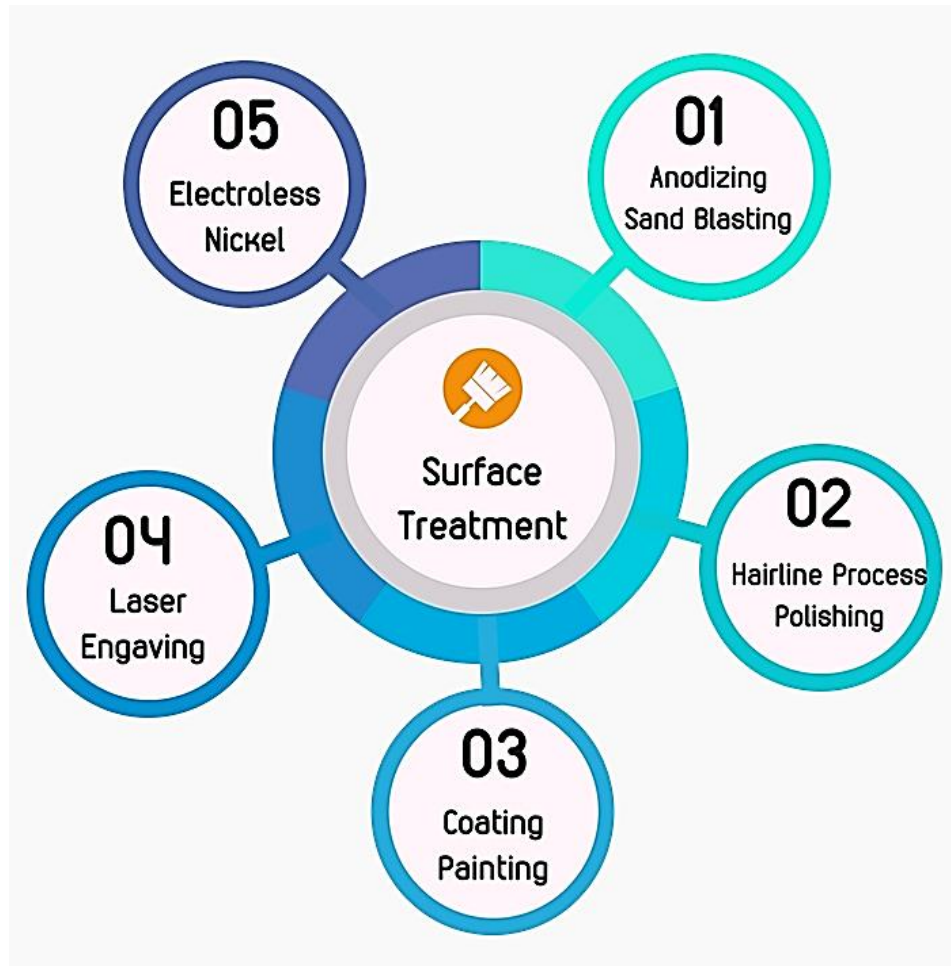 Surface
Treatment
01
Anodizing
Sand Blasting
02
Hairline Process
Polishing
03
Coating
Painting
04
Laser
Engaving
05
Electroless
Nickel